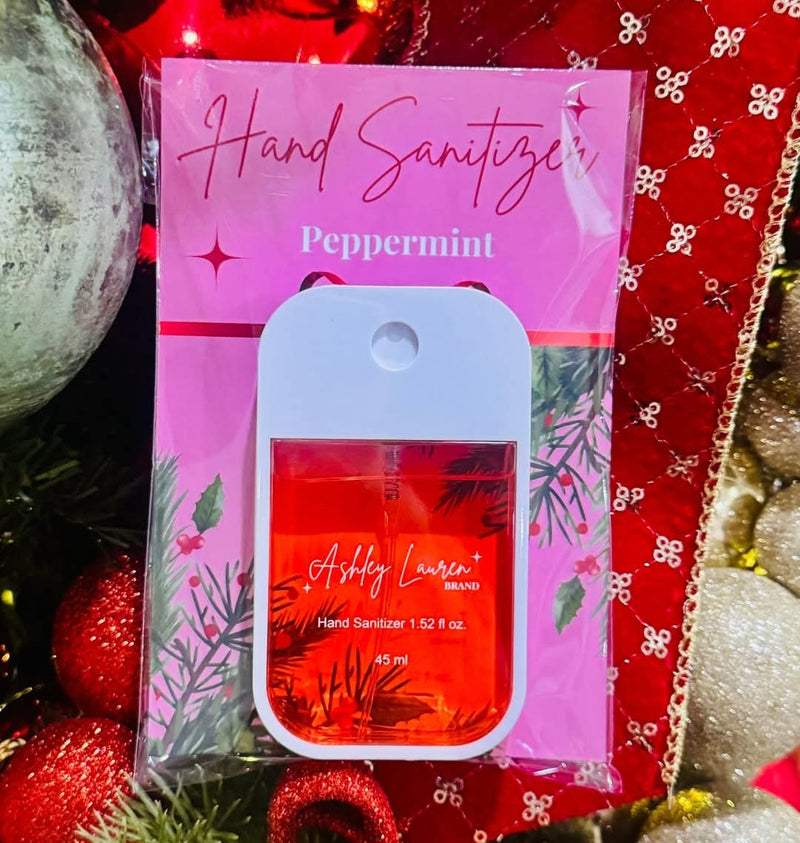 Hand Sanitizer
Peppermint
Ashley Lauren
BRAND
Hand Sanitizer 1.52 fl oz.
45 ml